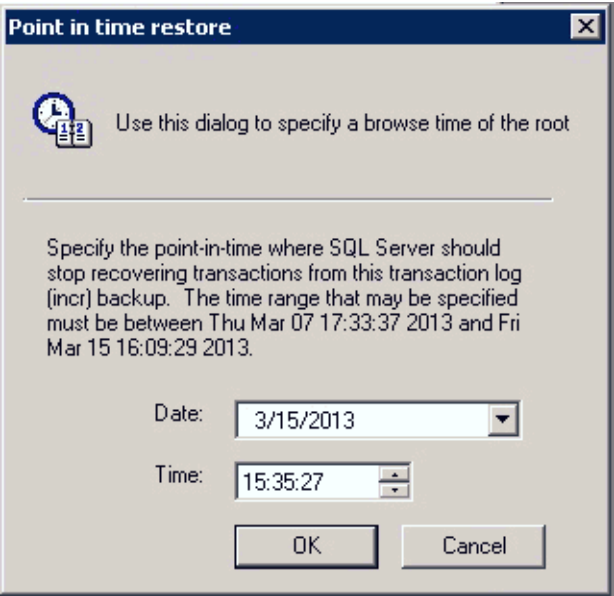 Point in time restore
Use this dialog to specify a browse time of the root
Specify the point-in-time where SQL Server should
stop recovering transactions from this transaction log
(incr) backup. The time range that may be specified
must be between Thu Mar 07 17:33:37 2013 and Fri
Mar 15 16:09:29 2013.
Date: 3/15/2013
Time: 15:35:27
OK Cancel